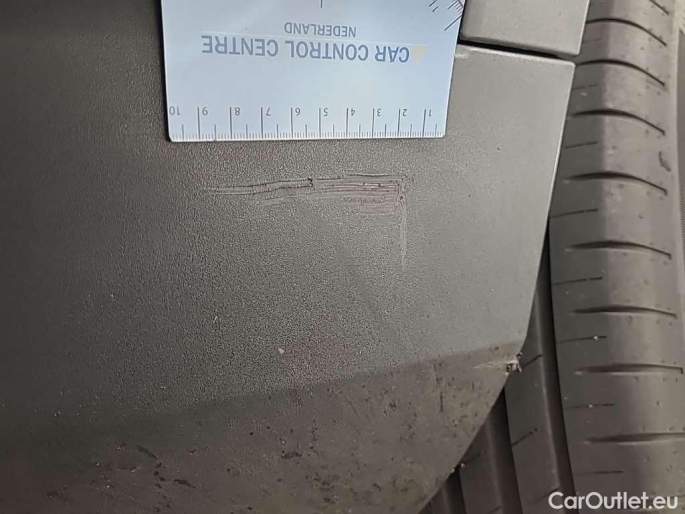 CAR CONTROL CENTRE
NEDERLAND
10 9 8 7 6 5 4 3 2 1
CarOutlet.eu